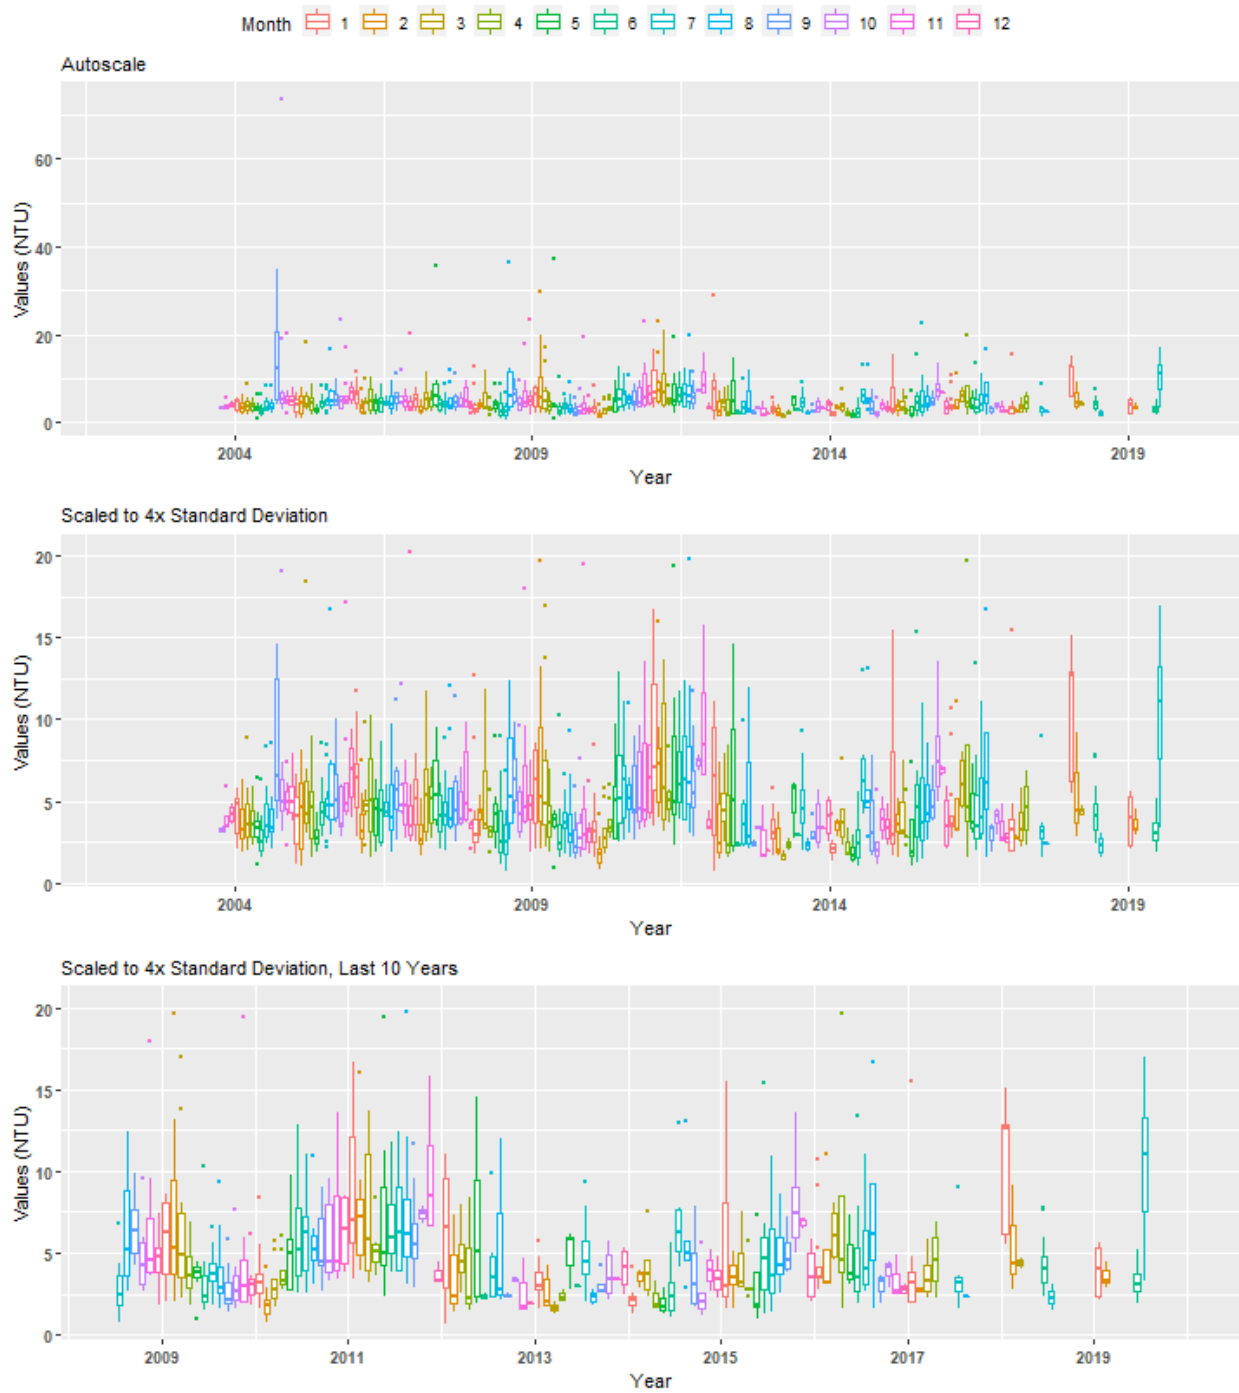 Month 1 2 3 4 5 6 7 8 9 10 11 12
Autoscale
Values (NTU)
60
40
20
0
2004 2009 2014 2019
Year
Scaled to 4x Standard Deviation
Values (NTU)
20
15
10
5
0
2004 2009 2014 2019
Year
Scaled to 4x Standard Deviation, Last 10 Years
Values (NTU)
20
15
10
5
0
2009 2011 2013 2015 2017 2019
Year